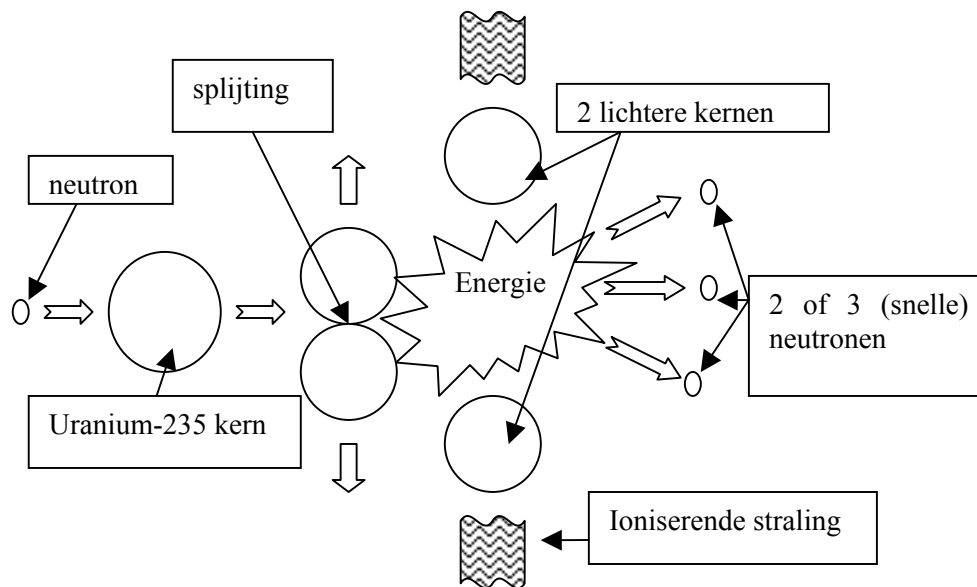 splijting
2 lichtere kernen
neutron
Energie
2 of 3 (snelle)
neutronen
Uranium-235 kern
Ioniserende straling